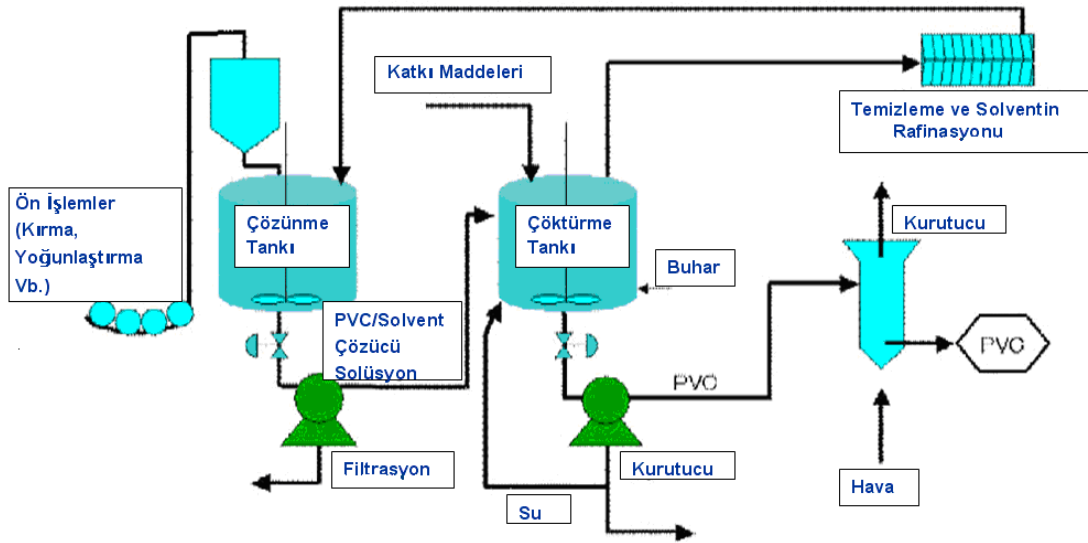 Katkı Maddeleri
Temizleme ve Solventin
Rafinasyonu
Ön İşlemler
(Kırma,
Yoğunlaştırma
Vb.)
Çözünme
Tankı
Çöktürme
Tankı
Kurutucu
Buhar
PVC/Solvent
Çözücü
Solüsyon
PVC
PVC
Filtrasyon
Kurutucu
Su
Hava